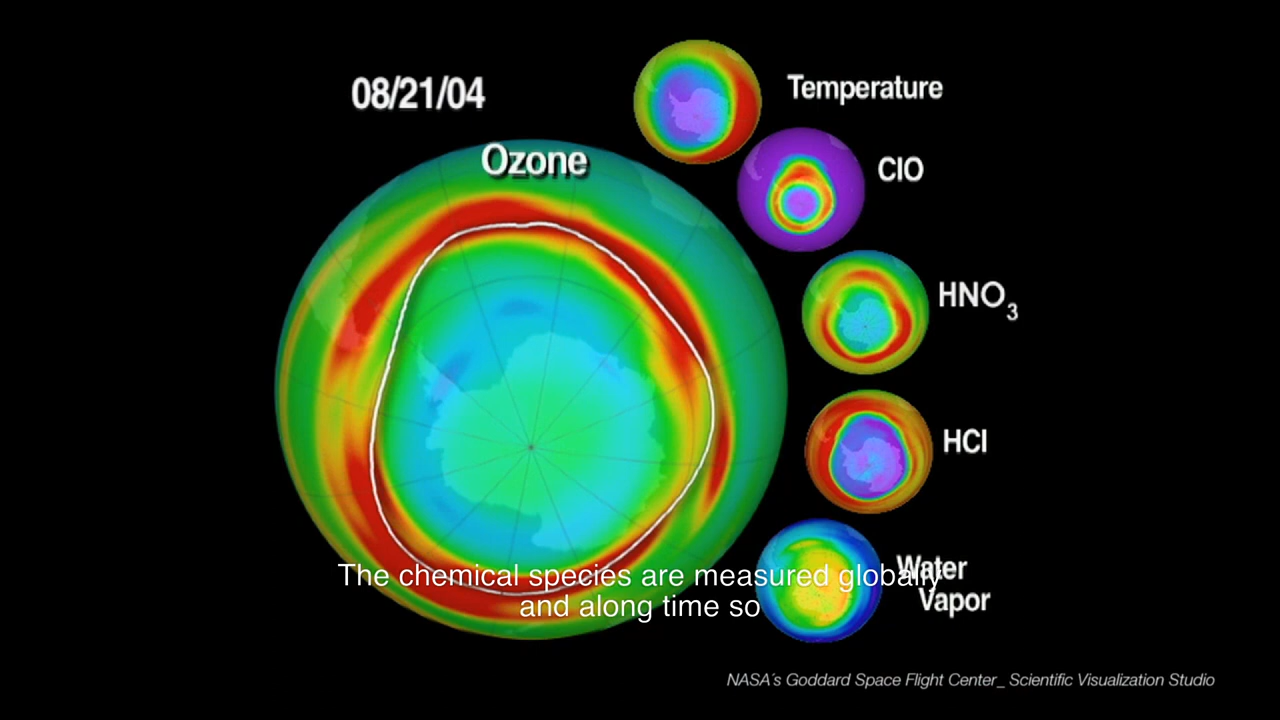 08/21/04
Ozone
Temperature
ClO
HNO3
HCl
Water
Vapor
The chemical species are measured globally
and along time so
NASA´s Goddard Space Flight Center_ Scientific Visualization Studio